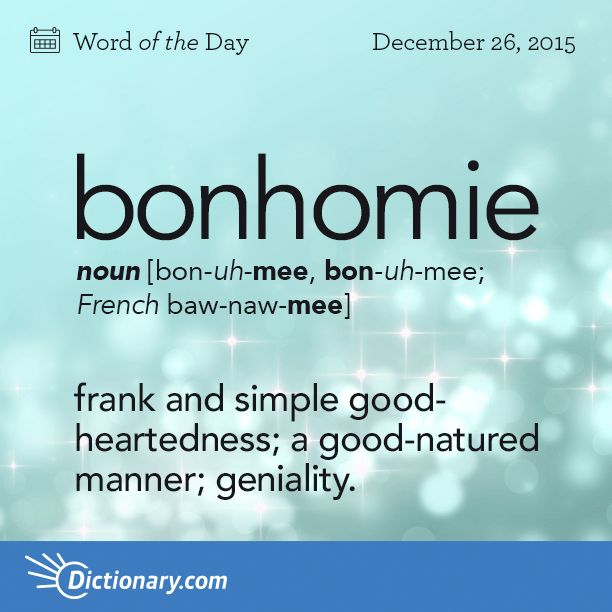 Word of the Day
December 26, 2015
bonhomie
noun [bon-uh-mee, bon-uh-mee;
French baw-naw-mee]
frank and simple good-
heartedness; a good-natured
manner; geniality.
Dictionary.com